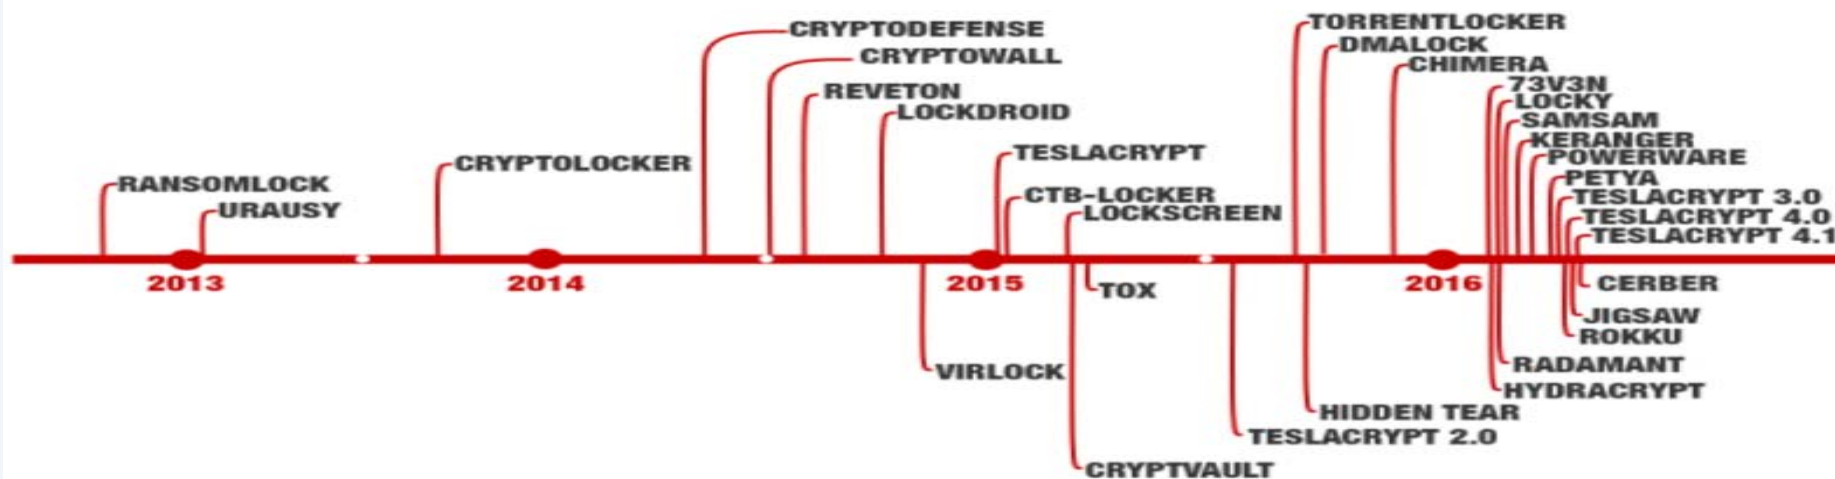 TORRENTLOCKER
CRYPTODEFENSE
DMALOCK
CRYPTOWALL
CHIMERA
73V3N
REVETON
LOCKY
LOCKDROID
SAMSAM
KERANGER
TESLACRYPT
POWERWARE
CRYPTOLOCKER
PETYA
RANSOMLOCK
CTB-LOCKER
TESLACRYPT 3.0
URAUSY
LOCKSCREEN
TESLACRYPT 4.0
TESLACRYPT 4.1
2013
2014
2015
2016
TOX
CERBER
JIGSAW
ROKKU
VIRLOCK
RADAMANT
HYDRACRYPT
HIDDEN TEAR
TESLACRYPT 2.0
CRYPTVAULT